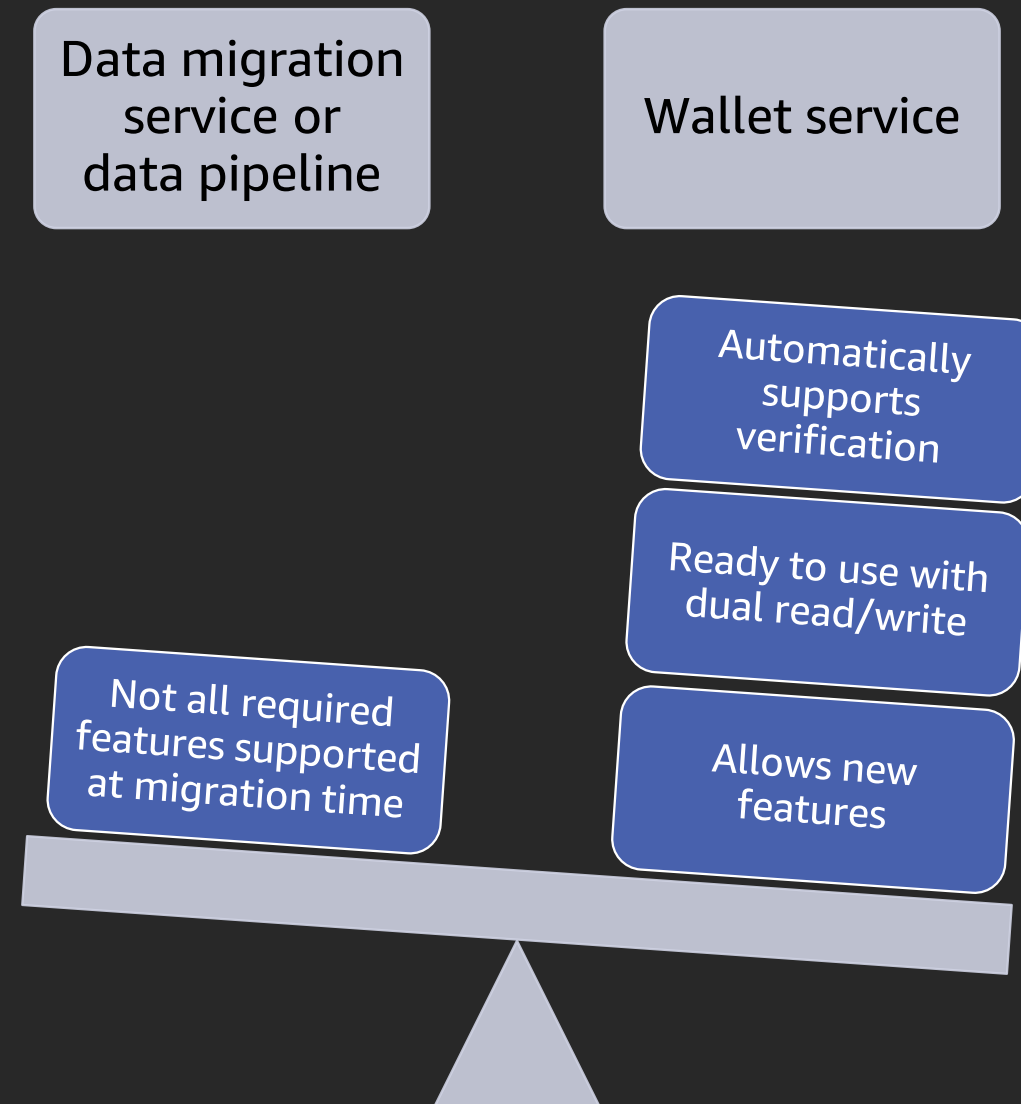 Data migration
service or
data pipeline
Wallet service
Automatically
supports
verification
Ready to use with
dual read/write
Allows new
features
Not all required
features supported
at migration time